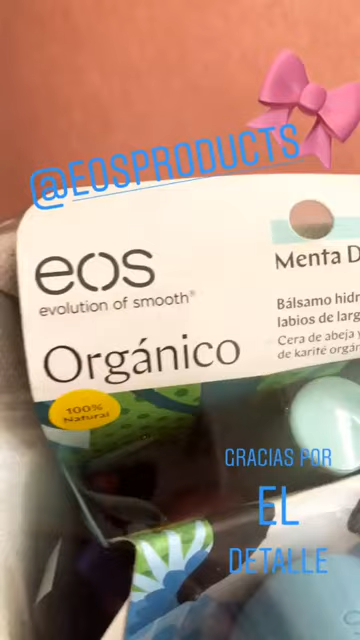 @EOSPRODUCTS
eos
evolution of smooth®
Orgánico
100%
Natural
Menta D
Bálsamo hidr
labios de larg
Cera de abeja y
de karité orgán
GRACIAS POR
EL
DETALLE